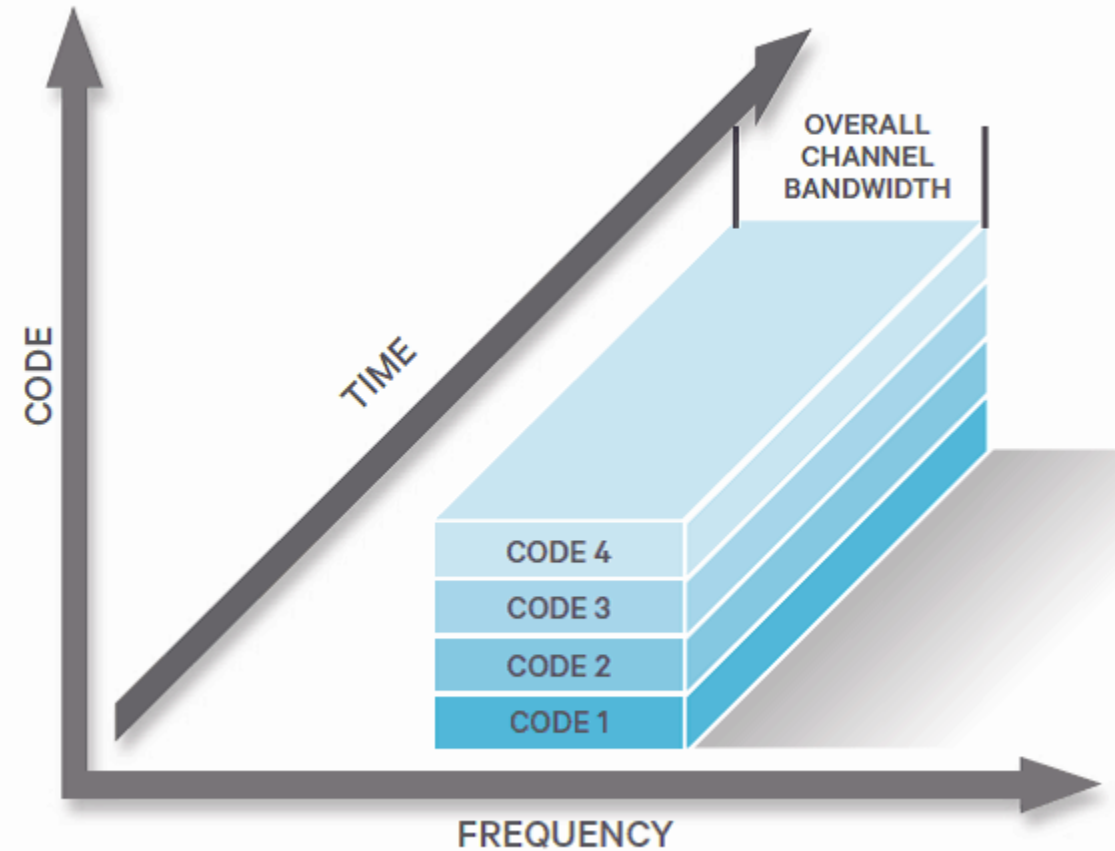 OVERALL
CHANNEL
BANDWIDTH
CODE
TIME
CODE 4
CODE 3
CODE 2
CODE 1
FREQUENCY